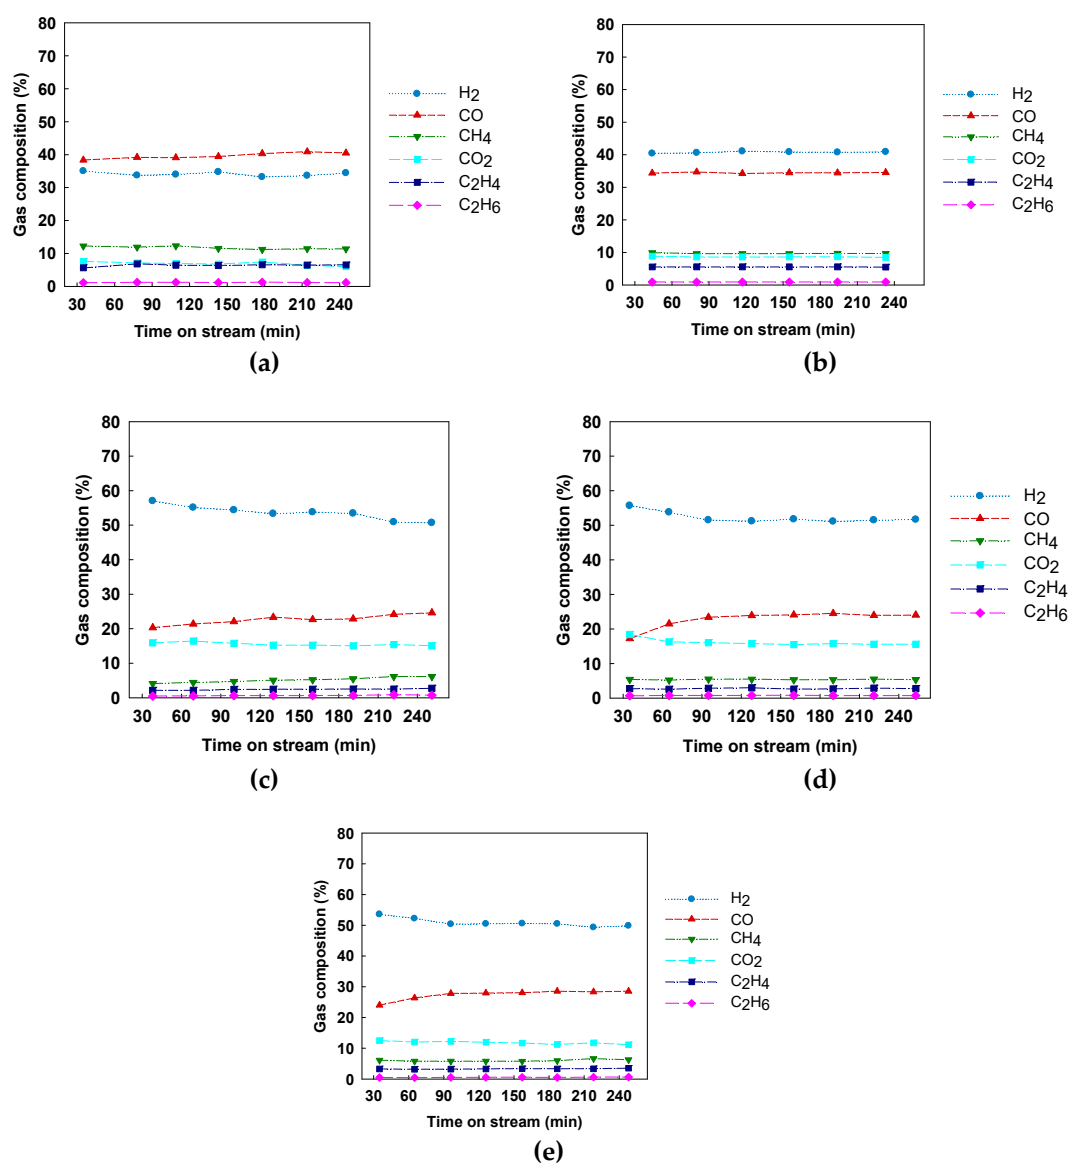 80
70
60
50
40
30
20
10
0
Gas composition (%)
30 60 90 120 150 180 210 240
Time on stream (min)
H2
CO
CH4
CO2
C2H4
C2H6
(a)
80
70
60
50
40
30
20
10
0
Gas composition (%)
30 60 90 120 150 180 210 240
Time on stream (min)
H2
CO
CH4
CO2
C2H4
C2H6
(b)
80
70
60
50
40
30
20
10
0
Gas composition (%)
30 60 90 120 150 180 210 240
Time on stream (min)
(c)
80
70
60
50
40
30
20
10
0
Gas composition (%)
30 60 90 120 150 180 210 240
Time on stream (min)
H2
CO
CH4
CO2
C2H4
C2H6
(d)
80
70
60
50
40
30
20
10
0
Gas composition (%)
30 60 90 120 150 180 210 240
Time on stream (min)
H2
CO
CH4
CO2
C2H4
C2H6
(e)